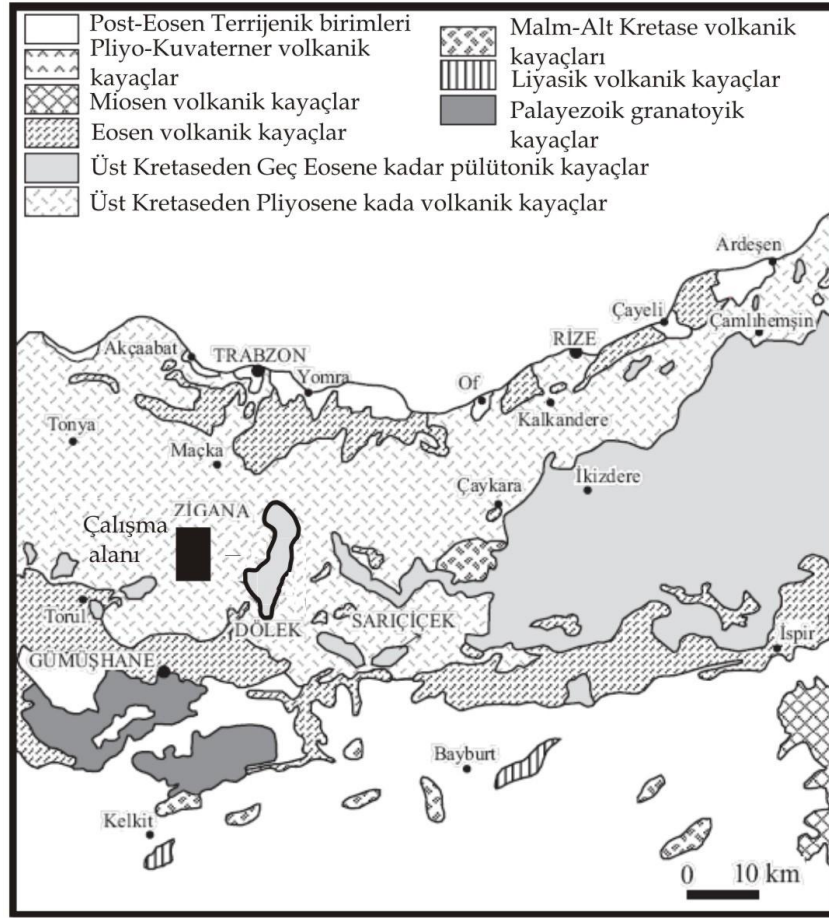 Post-Eosen Terrijenik birimleri
Pliyo-Kuvaterner volkanik
kayaçlar
Miosen volkanik kayaçlar
Eosen volkanik kayaçlar
Üst Kretaseden Geç Eosene kadar pülütonik kayaçlar
Üst Kretaseden Pliyosene kada volkanik kayaçlar
Malm-Alt Kretase volkanik
kayaçları
Liyasik volkanik kayaçlar
Palayezoik granatoyik
kayaçlar
Ardeşen
Çayeli
Çamlıhemşin
RİZE
Akçaabat
TRABZON
Yomra
Of
Kalkandere
Tonya
Maçka
Çaykara
İkizdere
ZİGANA
Çalışma
alanı
Torul
DÖLEK
SARIÇİÇEK
İspir
GÜMÜŞHANE
Bayburt
Kelkit
0 10 km